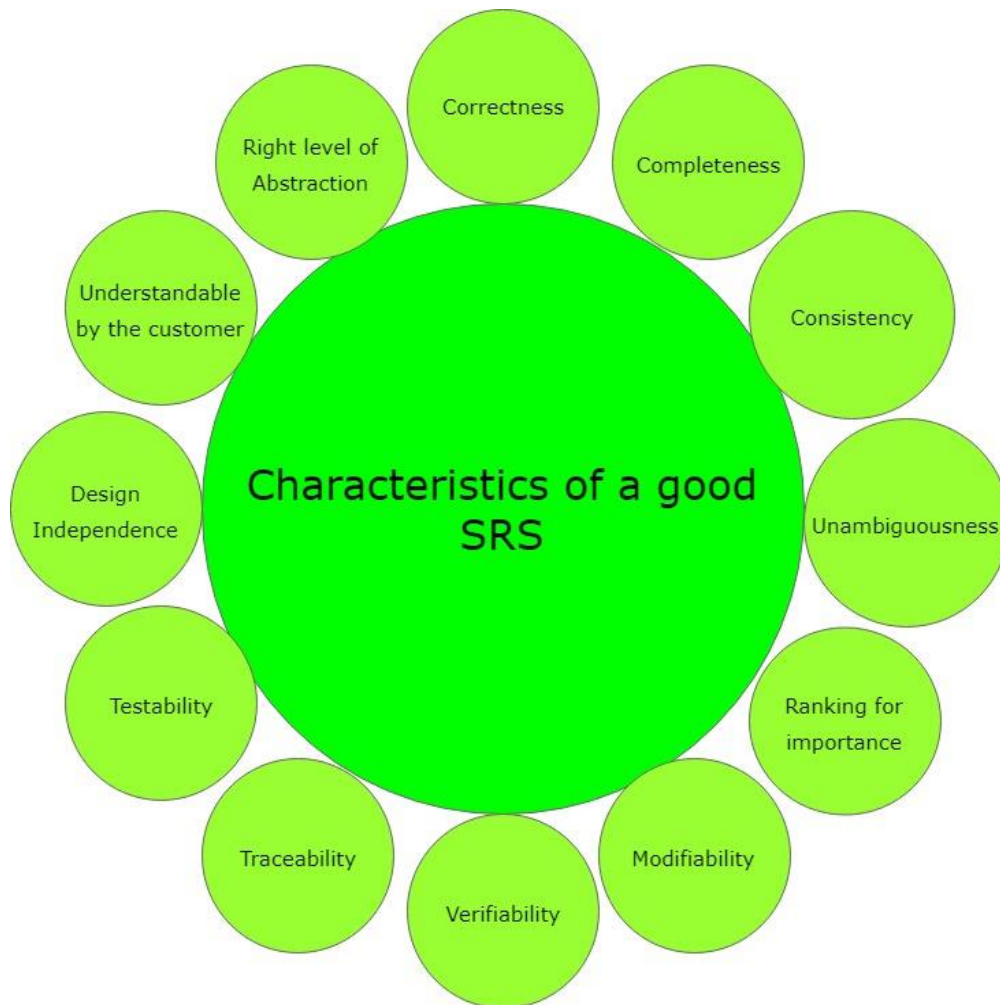 Correctness
Completeness
Consistency
Unambiguousness
Ranking for
importance
Modifiability
Verifiability
Traceability
Testability
Design
Independence
Understandable
by the customer
Right level of
Abstraction
Characteristics of a good
SRS